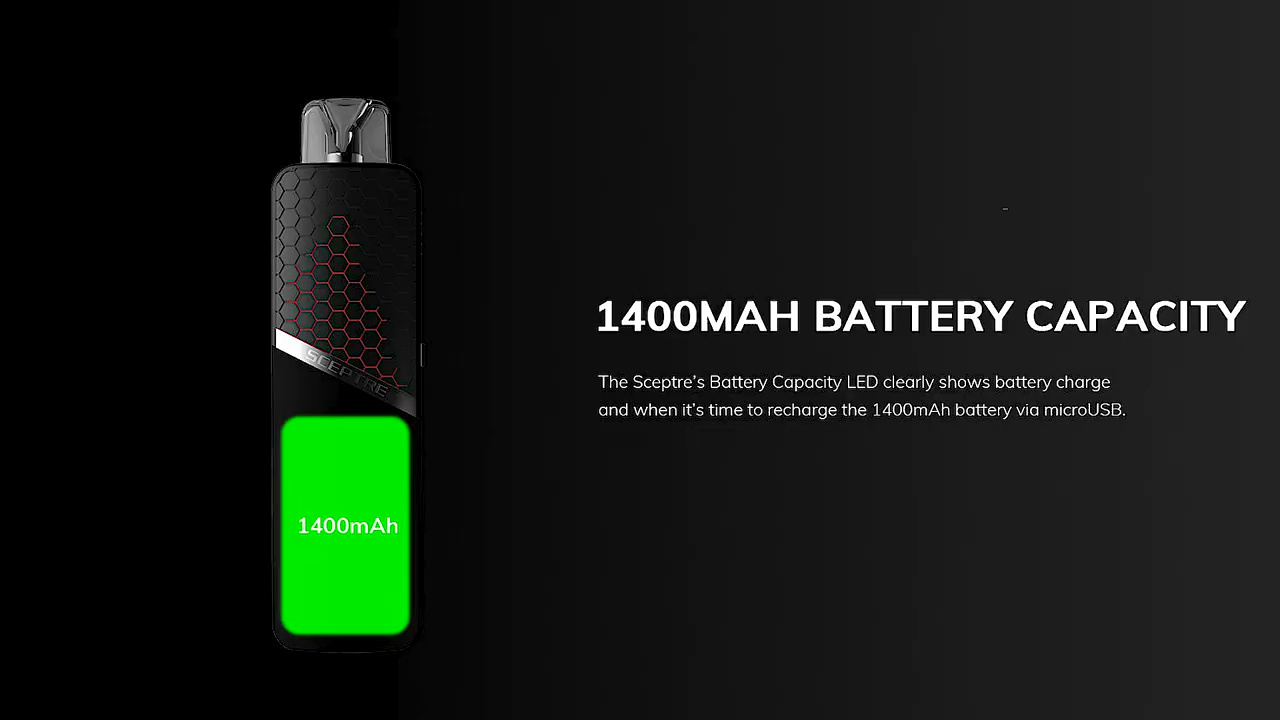 SCEPTRE
1400mAh
1400MAH BATTERY CAPACITY
The Sceptre's Battery Capacity LED clearly shows battery charge
and when it's time to recharge the 1400mAh battery via microUSB.